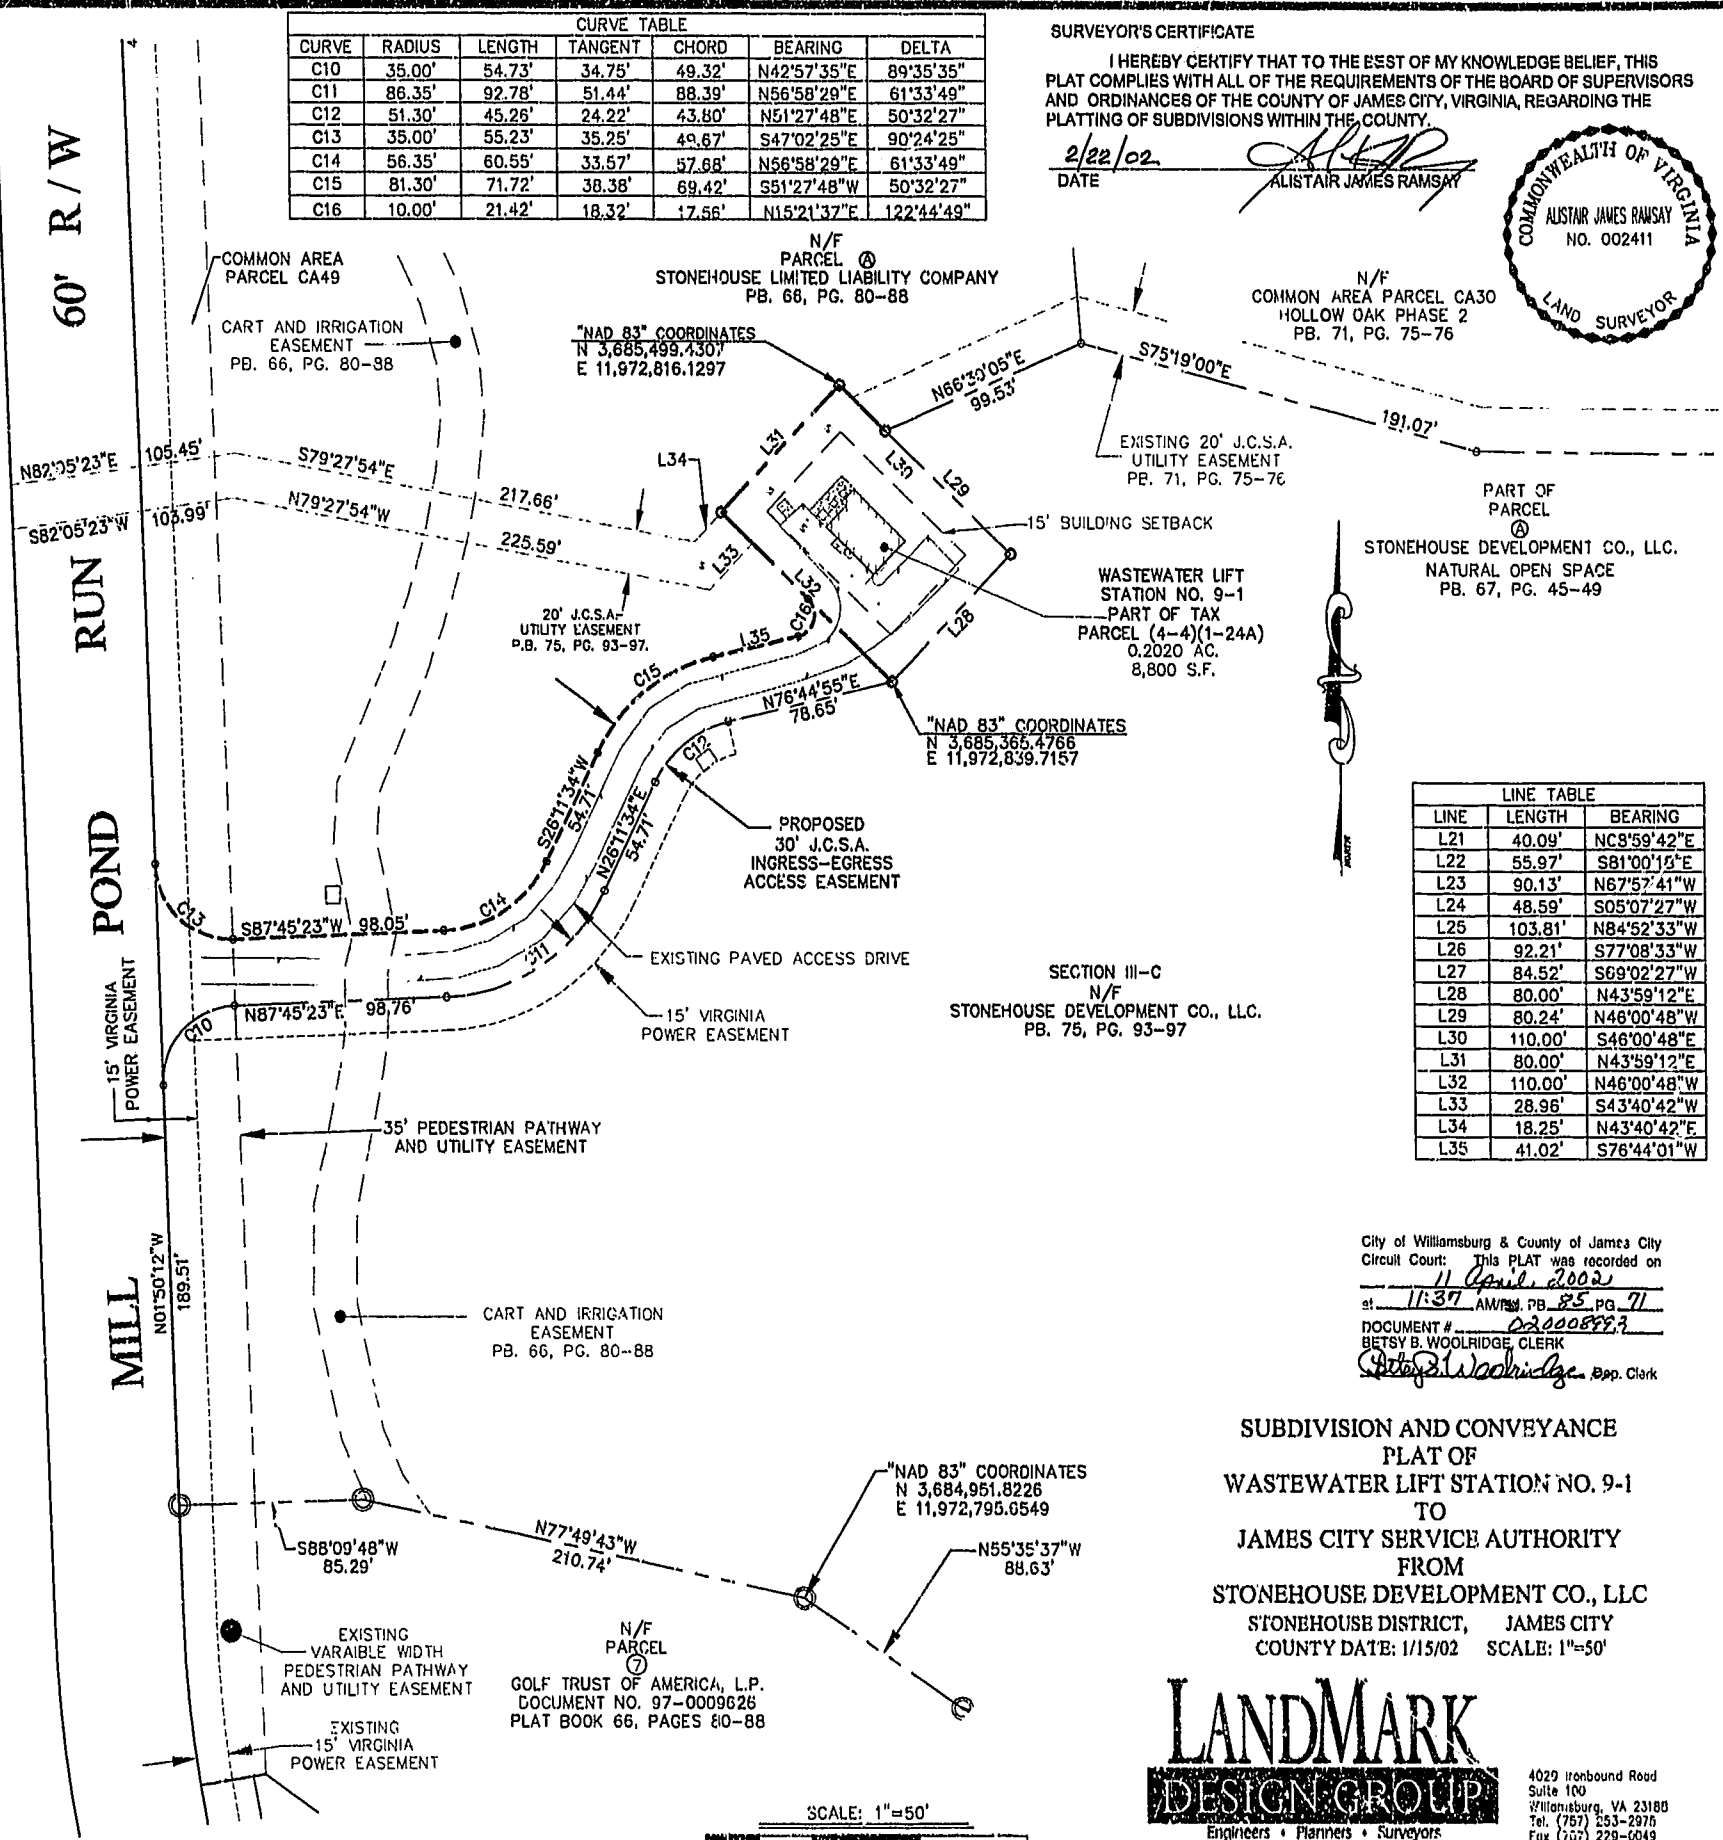 CURVE TABLE
CURVE RADIUS LENGTH TANGENT CHORD BEARING DELTA
C10 35.00' 54.73' 34.75' 49.32' N42°57'35"E 89°35'35"
C11 86.35' 92.78' 51.44' 88.39' N56°58'29"E 61°33'49"
C12 51.30' 45.26' 24.22' 43.80' N51°27'48"E 50°32'27"
C13 35.00' 55.23' 35.25' 49.67' S47°02'25"E 90°24'25"
C14 56.35' 60.55' 33.57' 57.68' N56°58'29"E 61°33'49"
C15 81.30' 71.72' 38.38' 69.42' S51°27'48"W 50°32'27"
C16 10.00' 21.42' 18.32' 17.56' N15°21'37"E 122°44'49"
SURVEYOR'S CERTIFICATE
I HEREBY CERTIFY THAT TO THE BEST OF MY KNOWLEDGE BELIEF, THIS
PLAT COMPLIES WITH ALL OF THE REQUIREMENTS OF THE BOARD OF SUPERVISORS
AND ORDINANCES OF THE COUNTY OF JAMES CITY, VIRGINIA, REGARDING THE
PLATTING OF SUBDIVISIONS WITHIN THE COUNTY.
2/22/02
DATE ALISTAIR JAMES RAMSAY
COMMONWEALTH OF VIRGINIA
ALISTAIR JAMES RAMSAY
NO. 002411
LAND SURVEYOR
60' R/W
MILL POND RUN
COMMON AREA
PARCEL CA49
CART AND IRRIGATION
EASEMENT
PB. 66, PG. 80-88
N/F
PARCEL Ⓐ
STONEHOUSE LIMITED LIABILITY COMPANY
PB. 66, PG. 80-88
"NAD 83" COORDINATES
N 3,685,499.4307
E 11,972,816.1297
N/F
COMMON AREA PARCEL CA30
HOLLOW OAK PHASE 2
PB. 71, PG. 75-76
N66°30'05"E
99.53'
S75°19'00"E
191.07'
EXISTING 20' J.C.S.A.
UTILITY EASEMENT
PB. 71, PG. 75-76
PART OF
PARCEL
Ⓐ
STONEHOUSE DEVELOPMENT CO., LLC.
NATURAL OPEN SPACE
PB. 67, PG. 45-49
N82°05'23"E 105.45'
S79°27'54"E
217.66'
S82°05'23"W 103.99'
N79°27'54"W
225.59'
L34
L31
L30
L29
L33
L32
L28
C16
L35
C15
15' BUILDING SETBACK
WASTEWATER LIFT
STATION NO. 9-1
PART OF TAX
PARCEL (4-4)(1-24A)
0.2020 AC.
8,800 S.F.
20' J.C.S.A.
UTILITY EASEMENT
P.B. 75, PG. 93-97.
N76°44'55"E
78.65'
C12
"NAD 83" COORDINATES
N 3,685,365.4766
E 11,972,839.7157
S26°11'34"W
54.71'
N26°11'34"E
54.71'
PROPOSED
30' J.C.S.A.
INGRESS-EGRESS
ACCESS EASEMENT
C13
S87°45'23"W 98.05'
C14
C11
EXISTING PAVED ACCESS DRIVE
N87°45'23"E 98.76'
C10
15' VIRGINIA
POWER EASEMENT
15' VIRGINIA
POWER EASEMENT
SECTION III-C
N/F
STONEHOUSE DEVELOPMENT CO., LLC.
PB. 75, PG. 93-97
NORTH
LINE TABLE
LINE LENGTH BEARING
L21 40.09' N08°59'42"E
L22 55.97' S81°00'18"E
L23 90.13' N67°57'41"W
L24 48.59' S05°07'27"W
L25 103.81' N84°52'33"W
L26 92.21' S77°08'33"W
L27 84.52' S69°02'27"W
L28 80.00' N43°59'12"E
L29 80.24' N46°00'48"W
L30 110.00' S46°00'48"E
L31 80.00' N43°59'12"E
L32 110.00' N46°00'48"W
L33 28.96' S43°40'42"W
L34 18.25' N43°40'42"E
L35 41.02' S76°44'01"W
35' PEDESTRIAN PATHWAY
AND UTILITY EASEMENT
N01°50'12"W
189.51'
CART AND IRRIGATION
EASEMENT
PB. 66, PG. 80-88
City of Williamsburg & County of James City
Circuit Court: This PLAT was recorded on
11 April, 2002
at 11:37 AM/PM. PB 85 PG 71
DOCUMENT # 020008993
BETSY B. WOOLRIDGE, CLERK
Betsy B. Woolridge Dep. Clerk
SUBDIVISION AND CONVEYANCE
PLAT OF
WASTEWATER LIFT STATION NO. 9-1
TO
JAMES CITY SERVICE AUTHORITY
FROM
STONEHOUSE DEVELOPMENT CO., LLC
STONEHOUSE DISTRICT, JAMES CITY
COUNTY DATE: 1/15/02 SCALE: 1"=50'
"NAD 83" COORDINATES
N 3,684,951.8226
E 11,972,795.6549
S88°09'48"W
85.29'
N77°49'43"W
210.74'
N55°35'37"W
88.63'
EXISTING
VARAIBLE WIDTH
PEDESTRIAN PATHWAY
AND UTILITY EASEMENT
EXISTING
15' VIRGINIA
POWER EASEMENT
N/F
PARCEL
⑦
GOLF TRUST OF AMERICA, L.P.
DOCUMENT NO. 97-0009626
PLAT BOOK 66, PAGES 80-88
SCALE: 1"=50'
LANDMARK
DESIGN GROUP
Engineers • Planners • Surveyors
4029 Ironbound Road
Suite 100
Williamsburg, VA 23188
Tel. (757) 253-2975
Fax (757) 229-0049